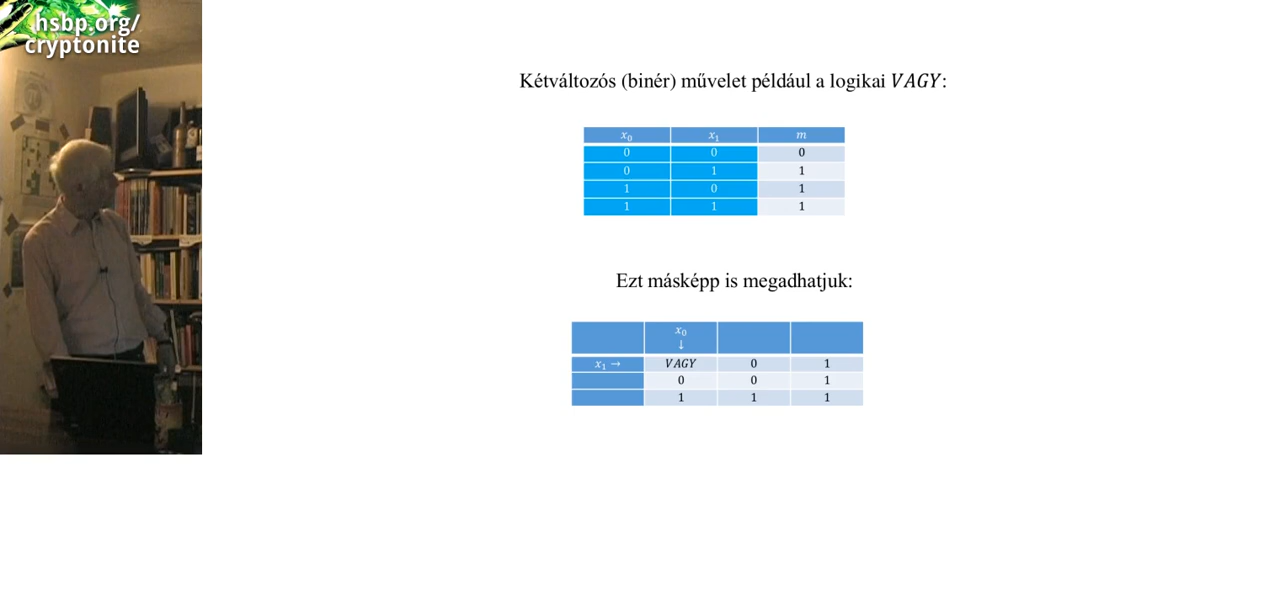 hsbp.org/
cryptonite
Kétváltozós (binér) művelet például a logikai VAGY:
x₀ x₁ m
0 0 0
0 1 1
1 0 1
1 1 1
Ezt másképp is megadhatjuk:
x₀
↓
x₁ → VAGY 0 1
0 0 1
1 1 1